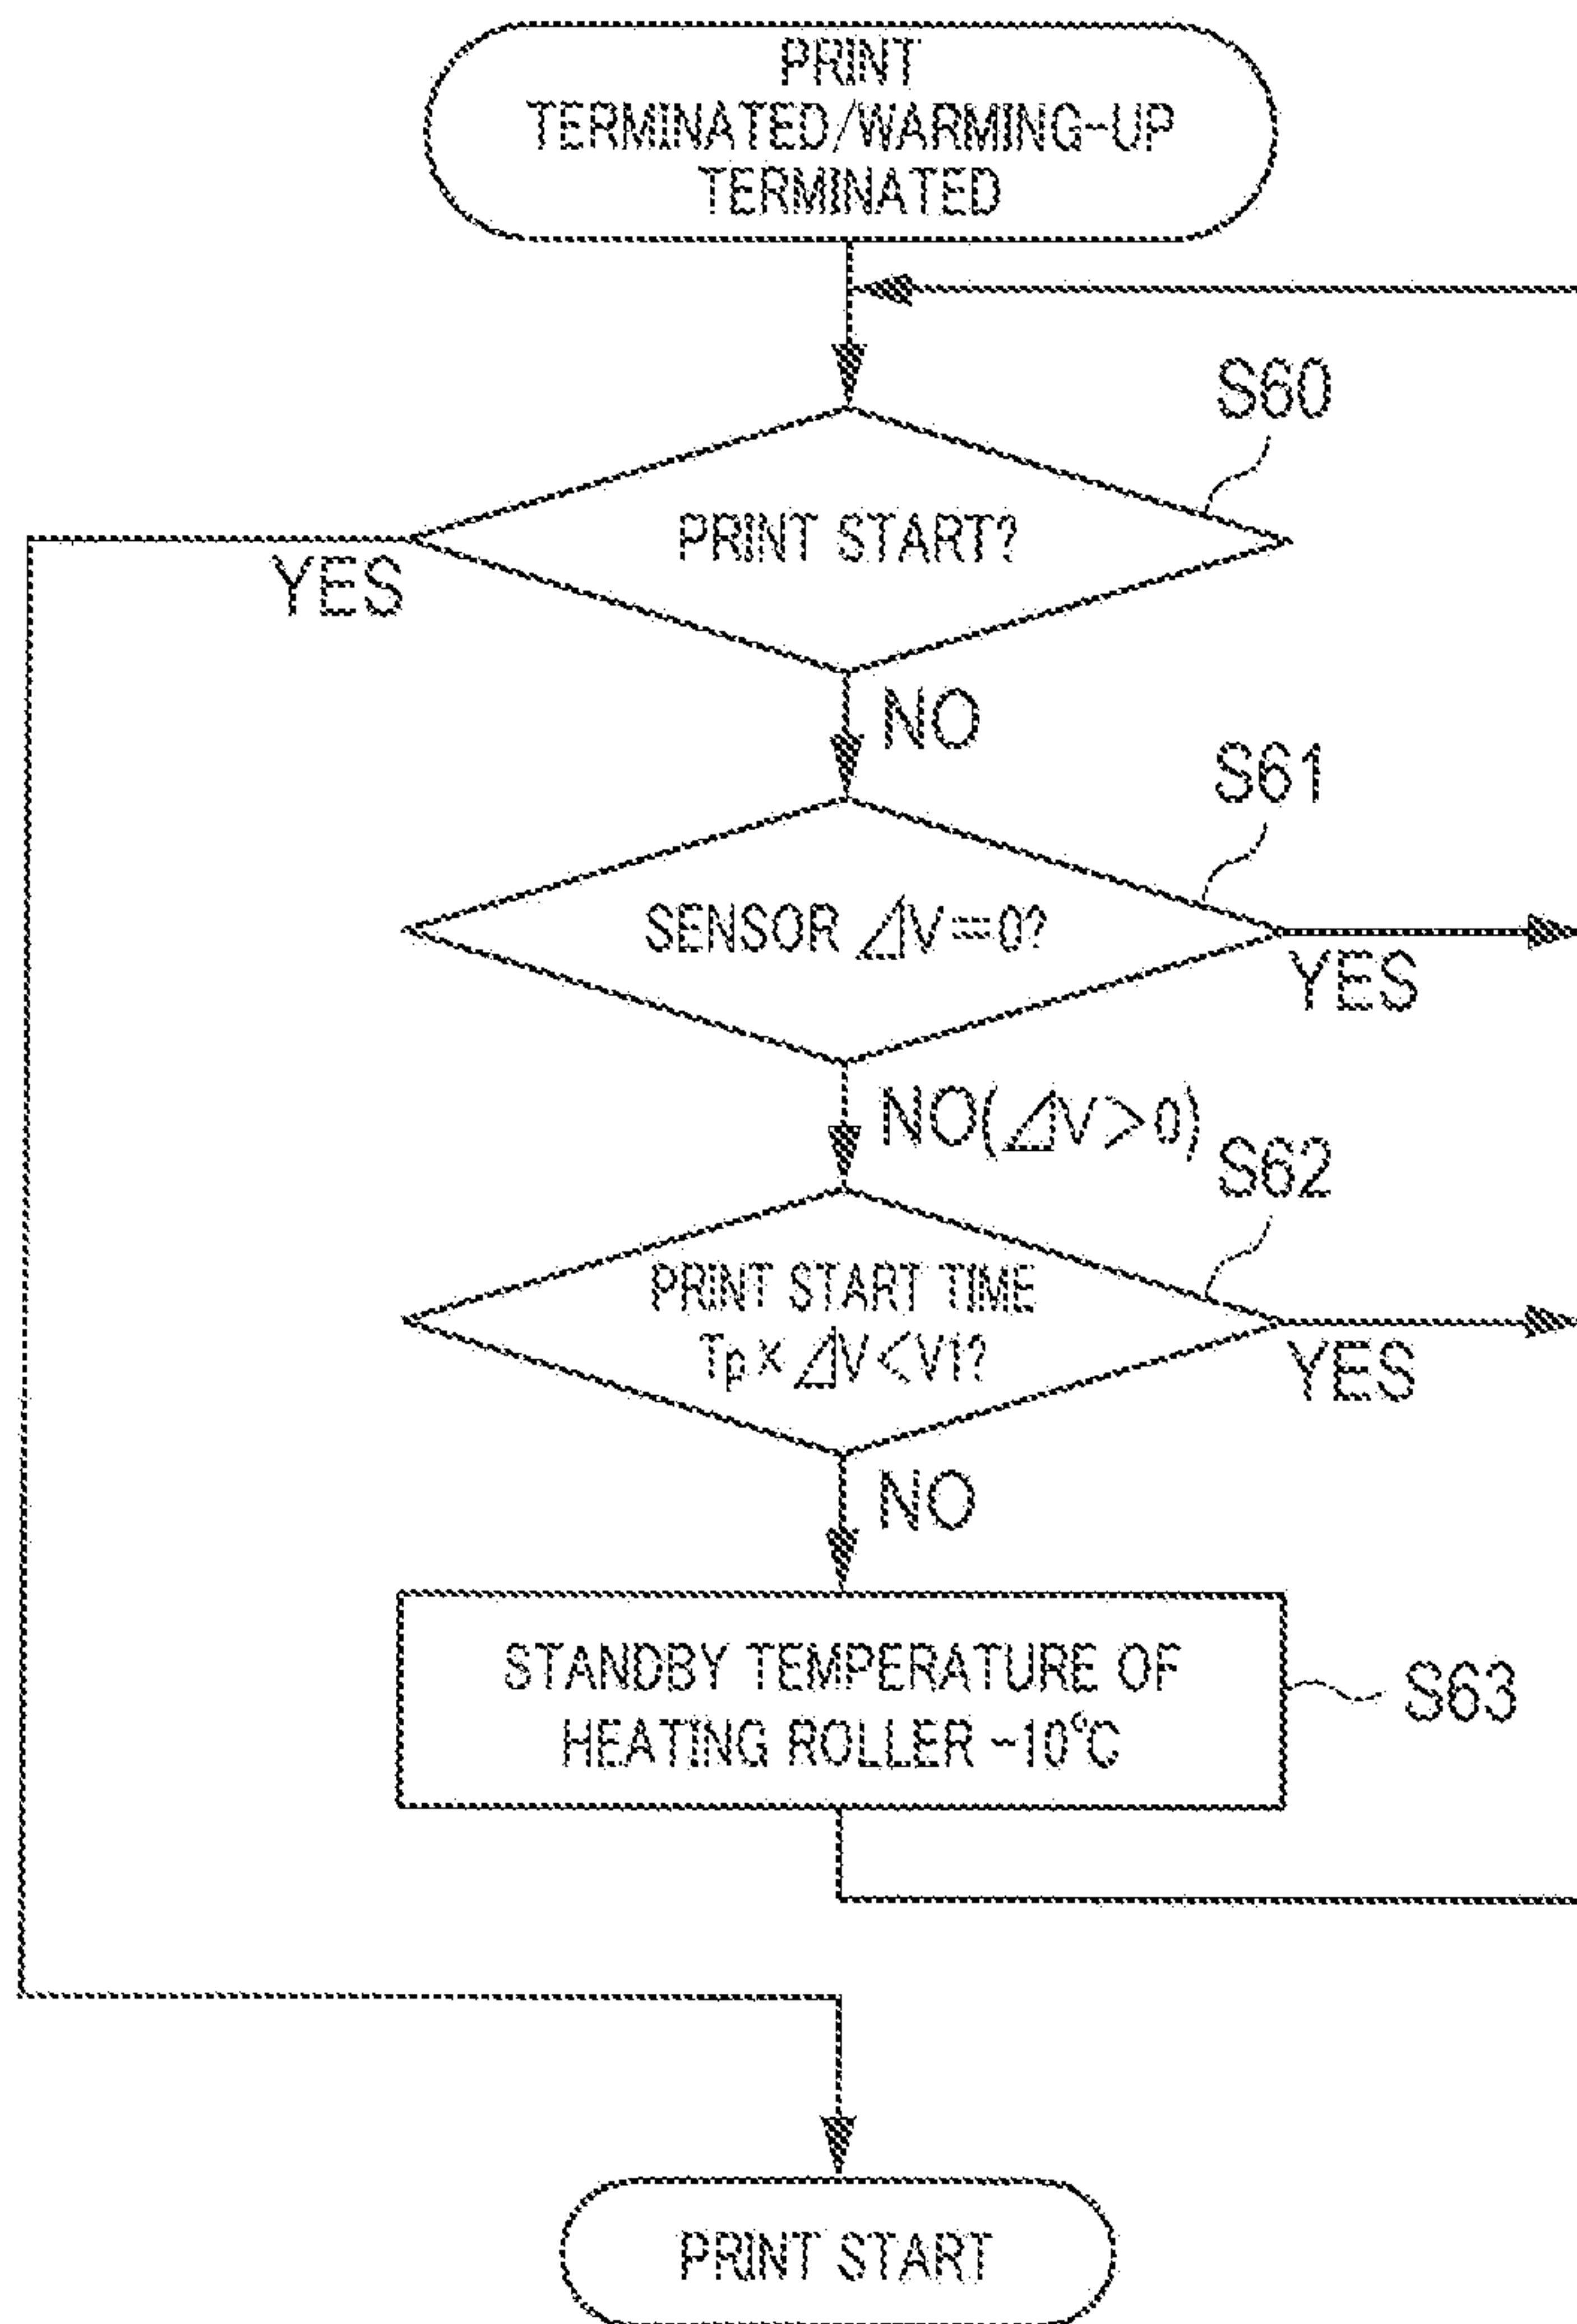 PRINT
TERMINATED/WARMING-UP
TERMINATED
S60
PRINT START?
YES
NO
S61
SENSOR ⊿V=0?
YES
NO(⊿V>0)
S62
PRINT START TIME
Tp×⊿V<V1?
YES
NO
STANDBY TEMPERATURE OF
HEATING ROLLER -10°C
S63
PRINT START